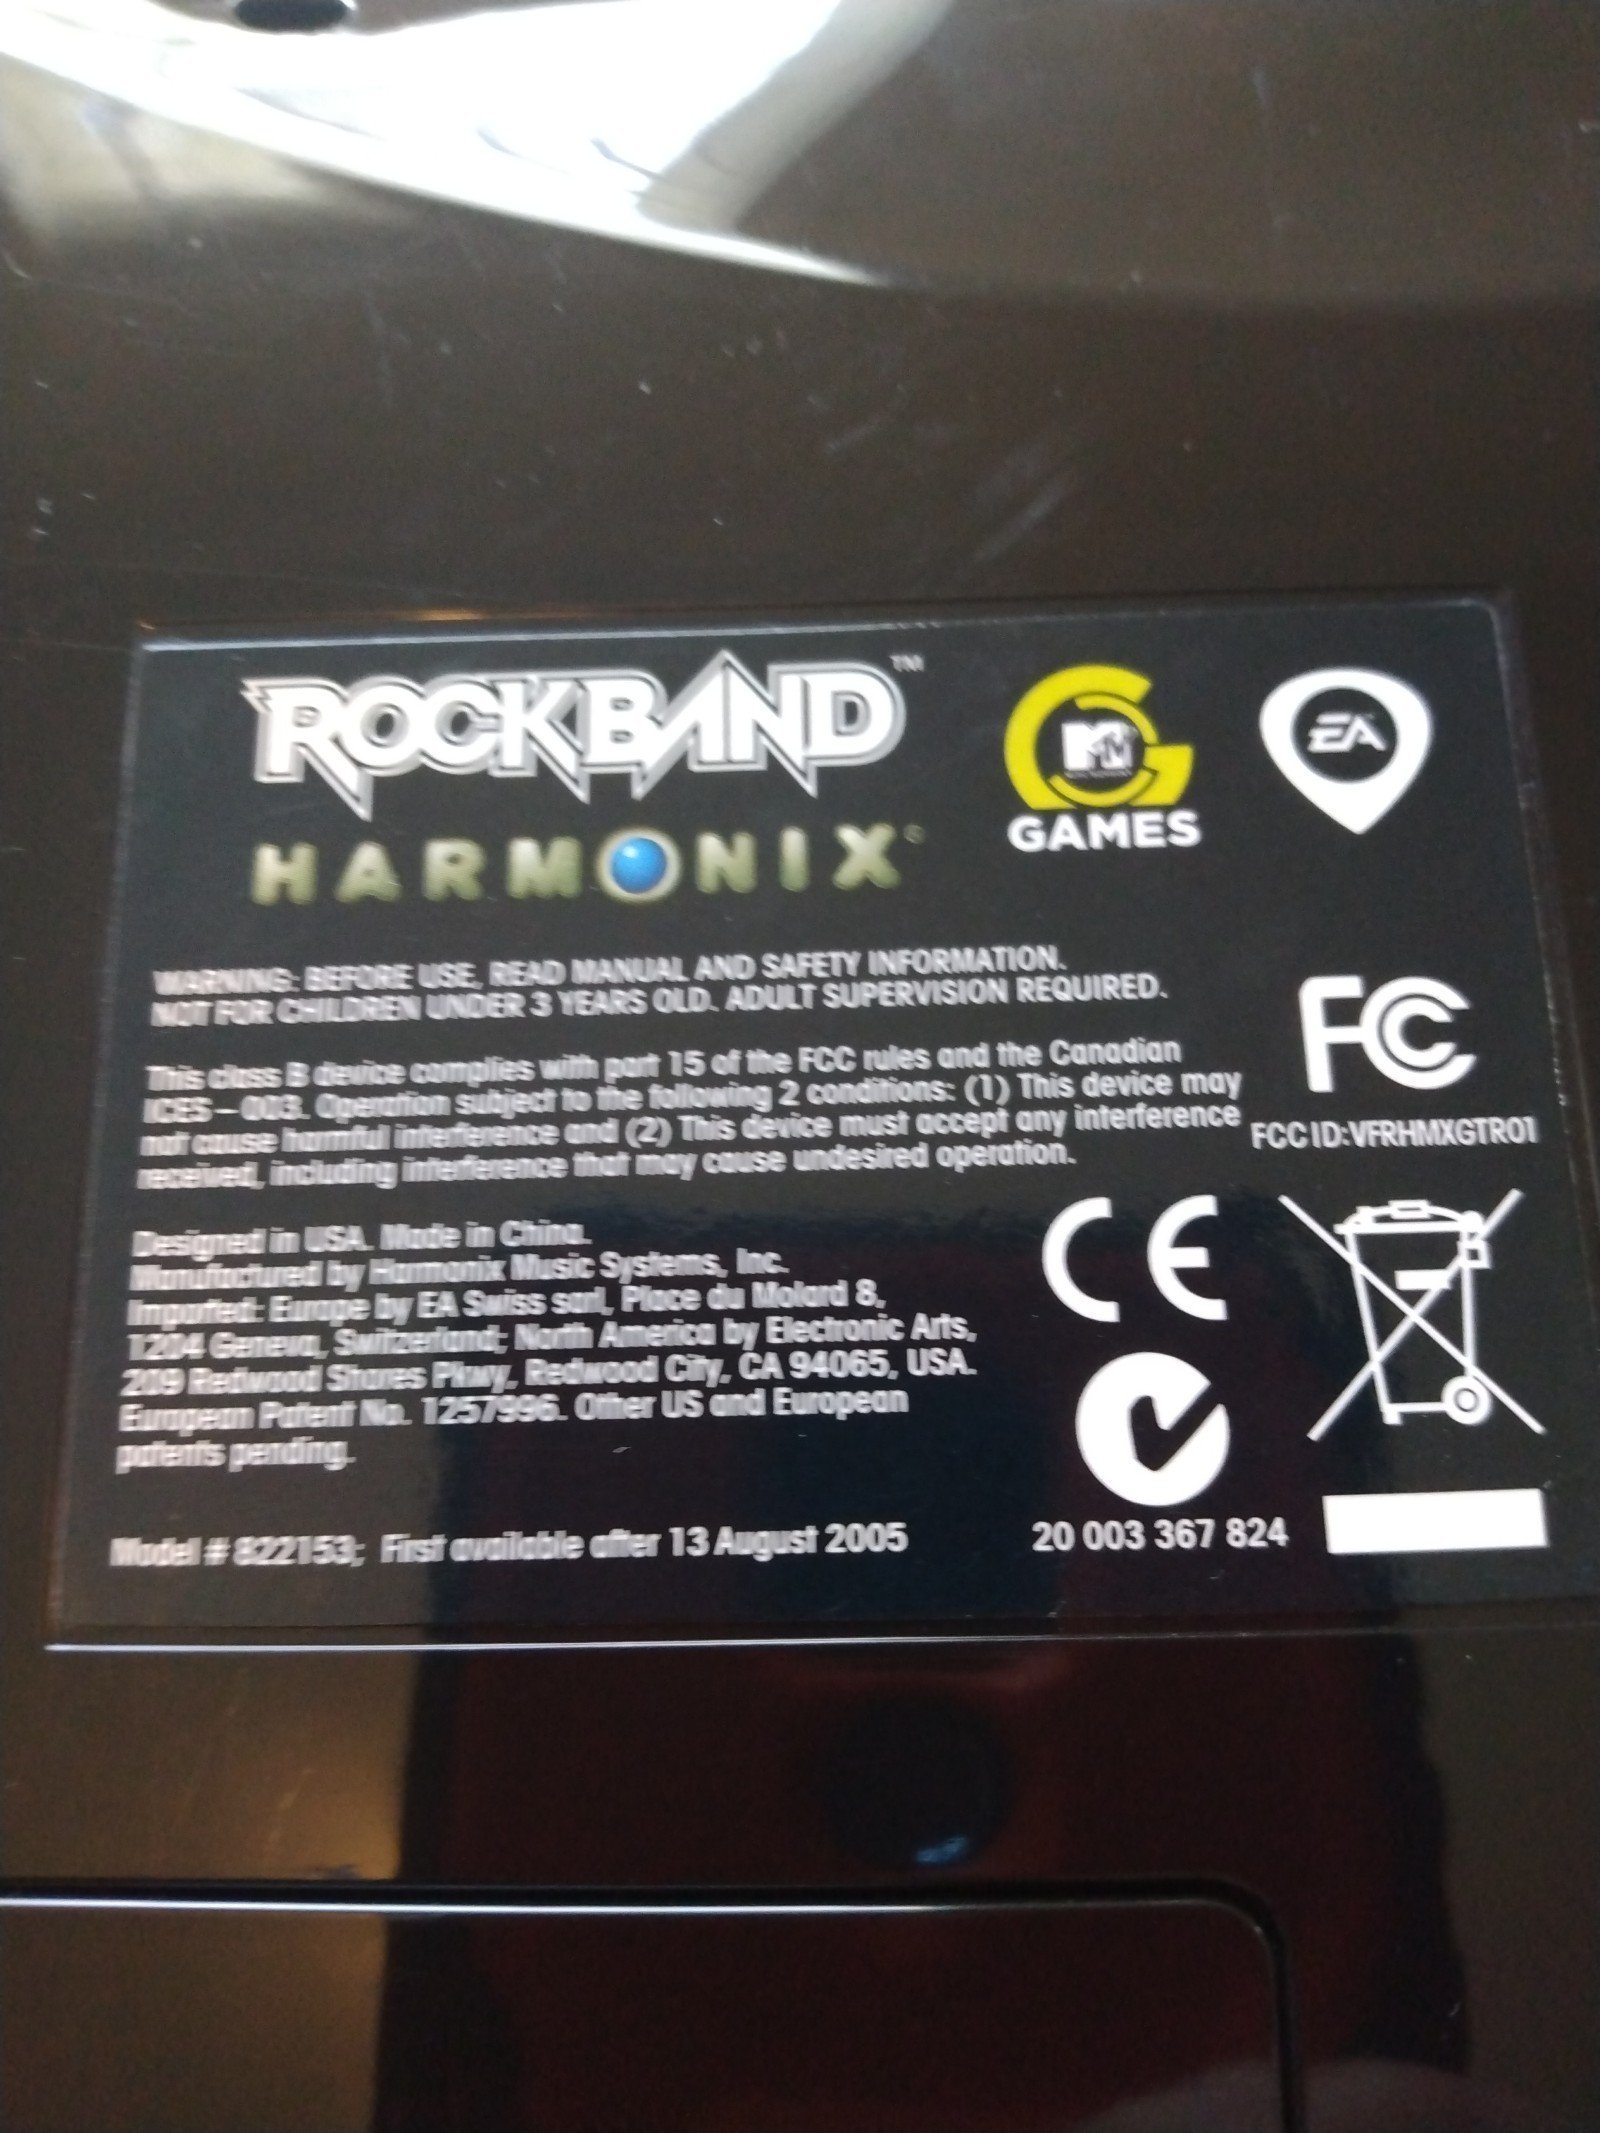 ROCKBAND™
HARMONIX
MTV
GAMES
EA
WARNING: BEFORE USE, READ MANUAL AND SAFETY INFORMATION.
NOT FOR CHILDREN UNDER 3 YEARS OLD. ADULT SUPERVISION REQUIRED.
This class B device complies with part 15 of the FCC rules and the Canadian
ICES – 003. Operation subject to the following 2 conditions: (1) This device may
not cause harmful interference and (2) This device must accept any interference
received, including interference that may cause undesired operation.
FC
FCC ID:VFRHMXGTR01
Designed in USA. Made in China.
Manufactured by Harmonix Music Systems, Inc.
Imported: Europe by EA Swiss sarl, Place du Molard 8,
1204 Geneva, Switzerland; North America by Electronic Arts,
209 Redwood Shores Pkwy, Redwood City, CA 94065, USA.
European Patent No. 1257996. Other US and European
patents pending.
CE
Model # 822153; First available after 13 August 2005
20 003 367 824